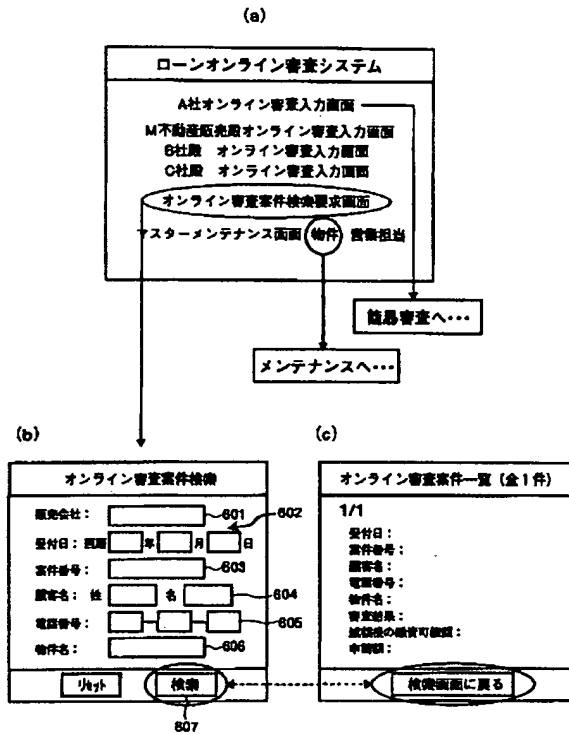 (a)
ローンオンライン審査システム
A社オンライン審査入力画面
M不動産販売殿オンライン審査入力画面
B社殿 オンライン審査入力画面
C社殿 オンライン審査入力画面
オンライン審査案件検索要求画面
マスターメンテナンス画面 物件 営業担当
簡易審査へ・・・
メンテナンスへ・・・
(b)
オンライン審査案件検索
販売会社：
601
受付日：西暦 年 月 日
602
案件番号：
603
顧客名： 姓 名
604
電話番号：
605
物件名：
606
リセット 検索
607
(c)
オンライン審査案件一覧（全１件）
1/1
受付日：
案件番号：
顧客名：
電話番号：
物件名：
審査結果：
減額後の融資可能額：
申請額：
検索画面に戻る